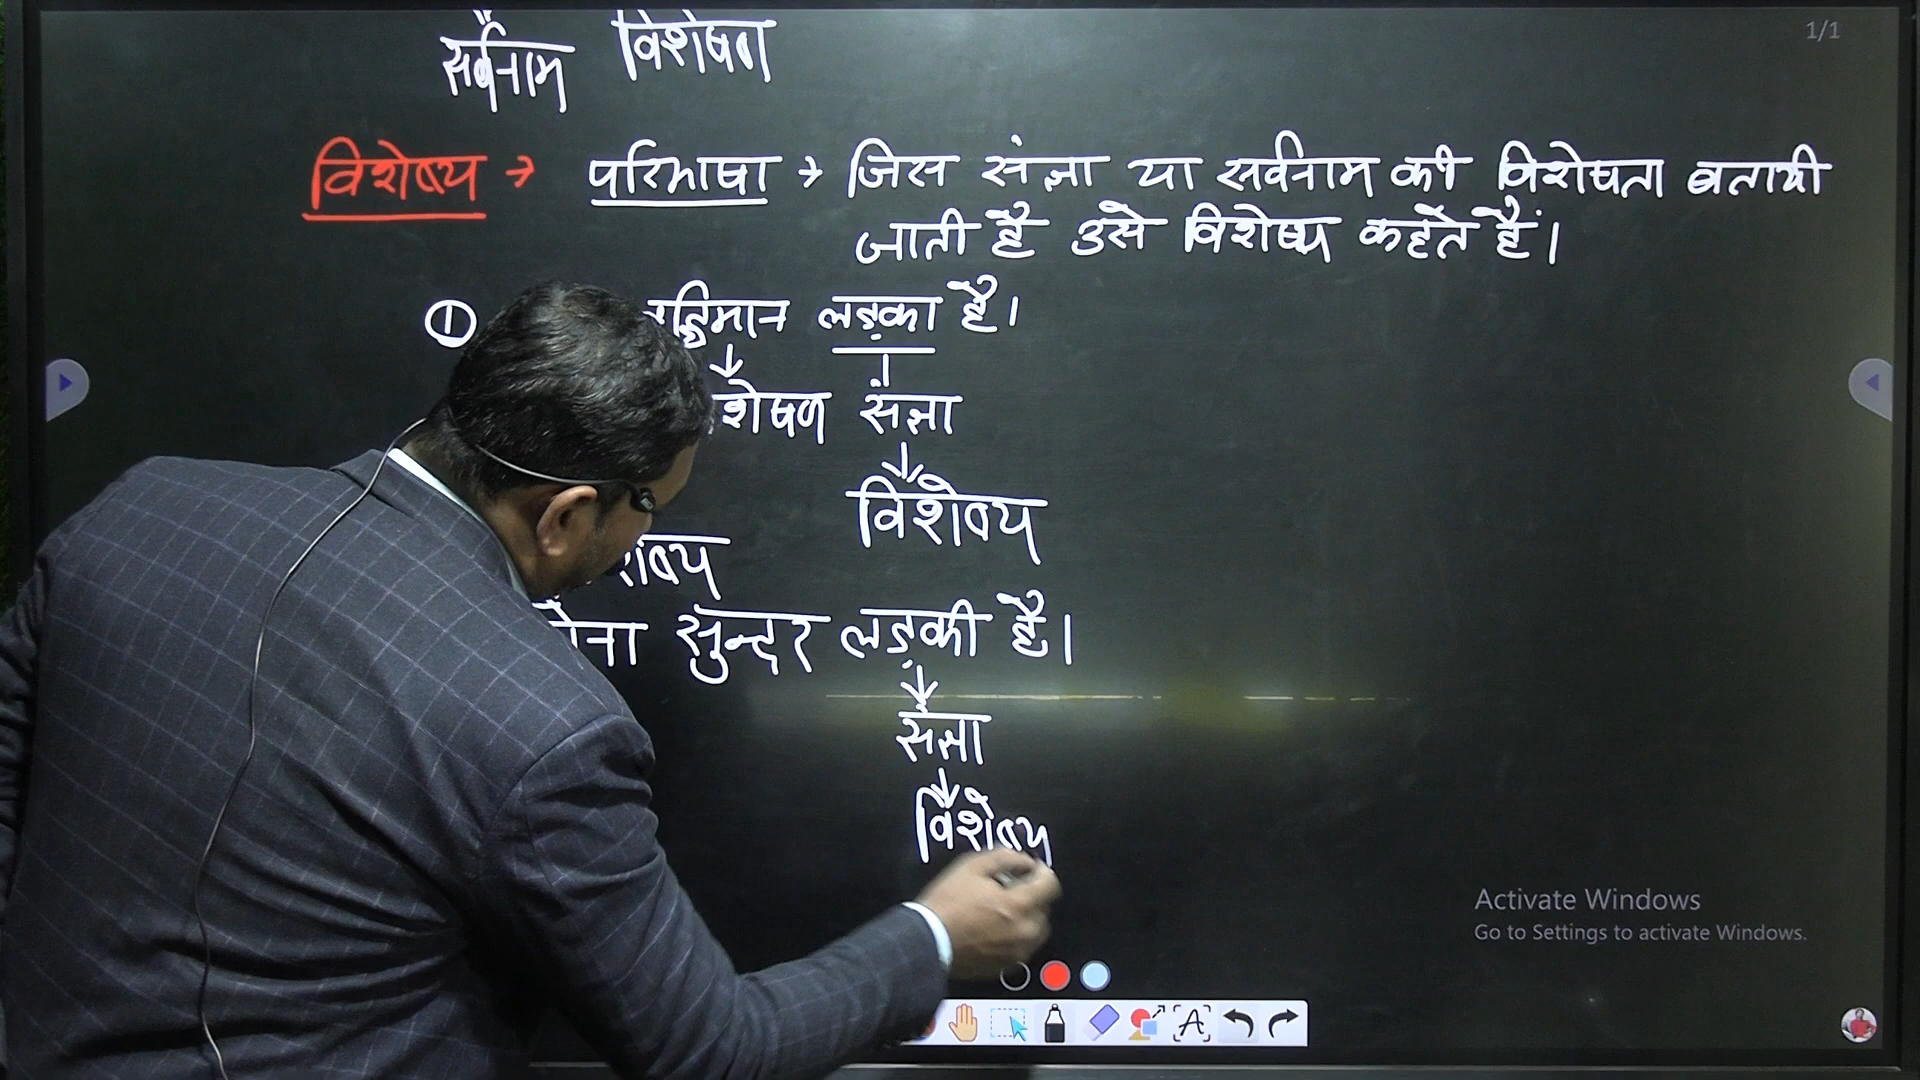 1/1
सर्वनाम विशेषण
विशेष्य → परिभाषा → जिस संज्ञा या सर्वनाम की विशेषता बतायी
जाती है उसे विशेष्य कहते हैं।
① लड़का है।
संज्ञा
विशेष्य
सुन्दर लड़की है।
संज्ञा
विशेष्य
Activate Windows
Go to Settings to activate Windows.